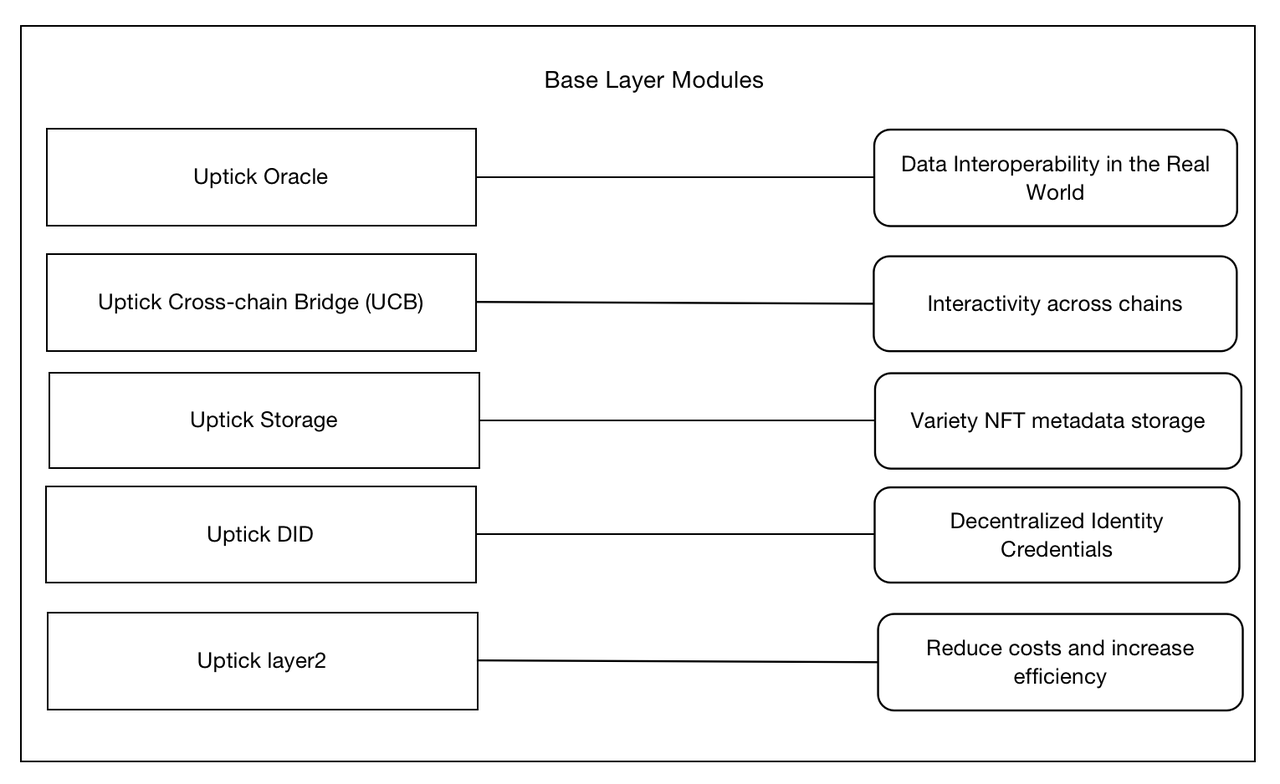 Base Layer Modules
Uptick Oracle
Data Interoperability in the Real
World
Uptick Cross-chain Bridge (UCB)
Interactivity across chains
Uptick Storage
Variety NFT metadata storage
Uptick DID
Decentralized Identity
Credentials
Uptick layer2
Reduce costs and increase
efficiency